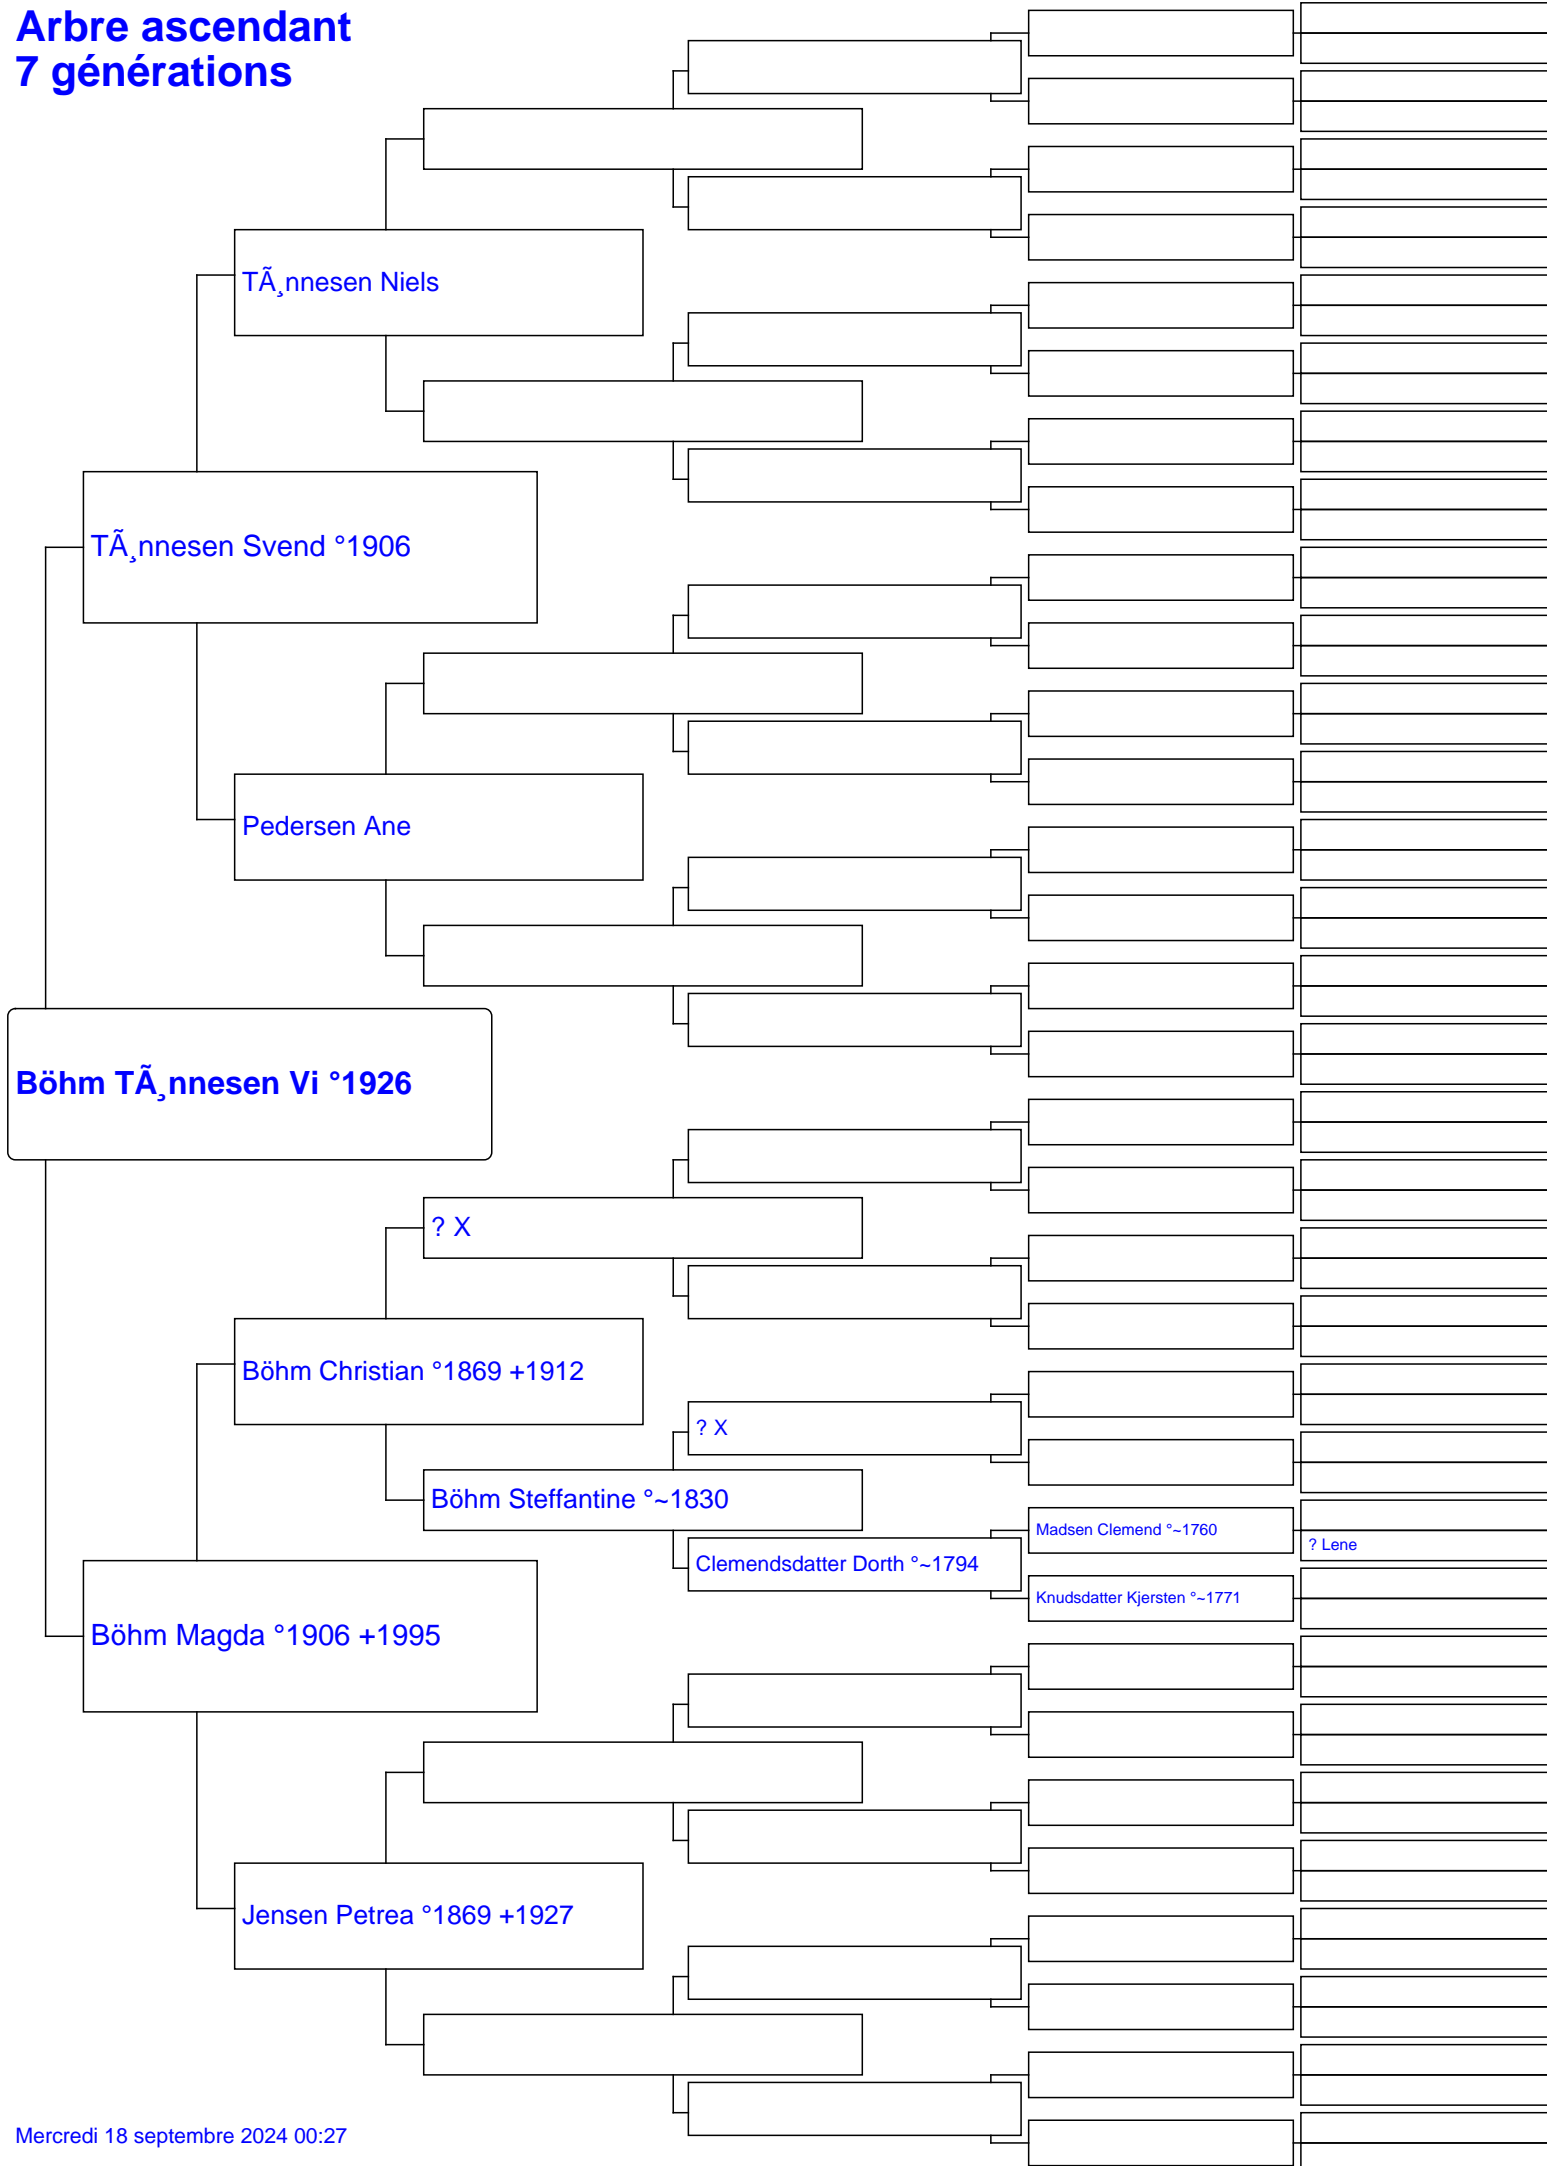 Arbre ascendant
7 générations
TÃ¸nnesen Niels
TÃ¸nnesen Svend °1906
Pedersen Ane
Böhm TÃ¸nnesen Vi °1926
? X
Böhm Christian °1869 +1912
? X
Böhm Steffantine °~1830
Madsen Clemend °~1760
? Lene
Clemendsdatter Dorth °~1794
Knudsdatter Kjersten °~1771
Böhm Magda °1906 +1995
Jensen Petrea °1869 +1927
Mercredi 18 septembre 2024 00:27